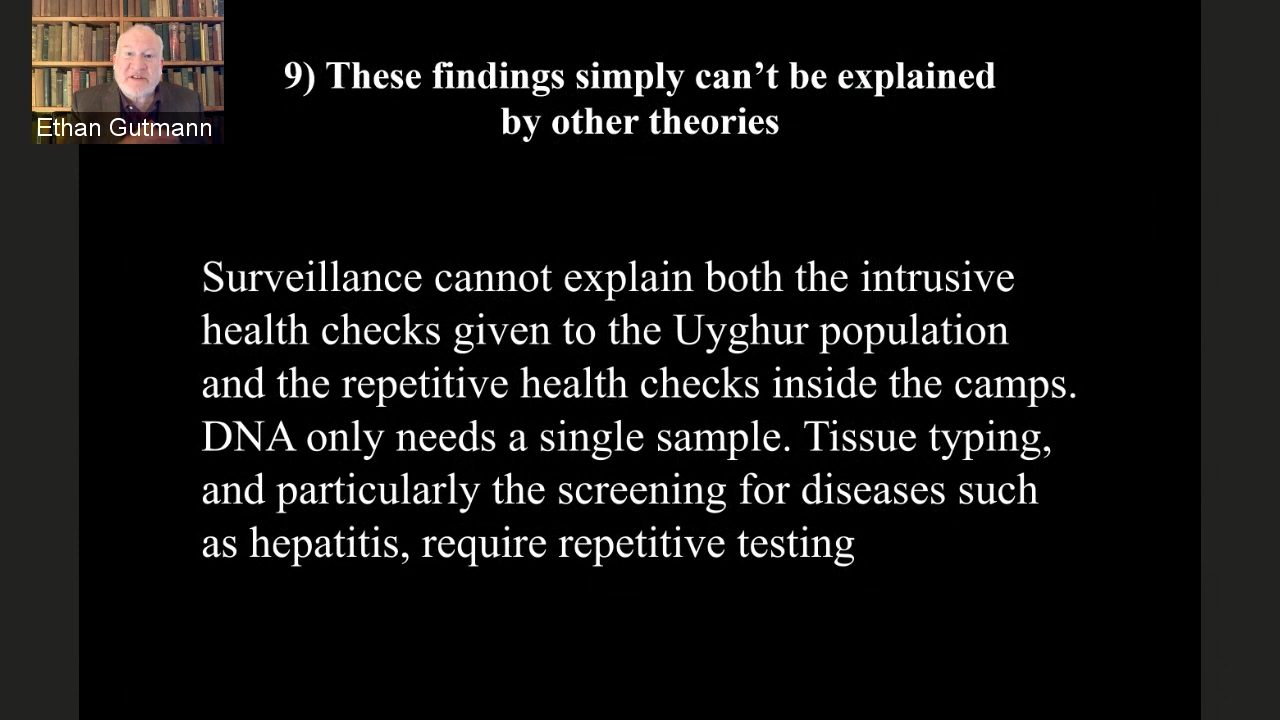 9) These findings simply can’t be explained
by other theories
Ethan Gutmann
Surveillance cannot explain both the intrusive
health checks given to the Uyghur population
and the repetitive health checks inside the camps.
DNA only needs a single sample. Tissue typing,
and particularly the screening for diseases such
as hepatitis, require repetitive testing